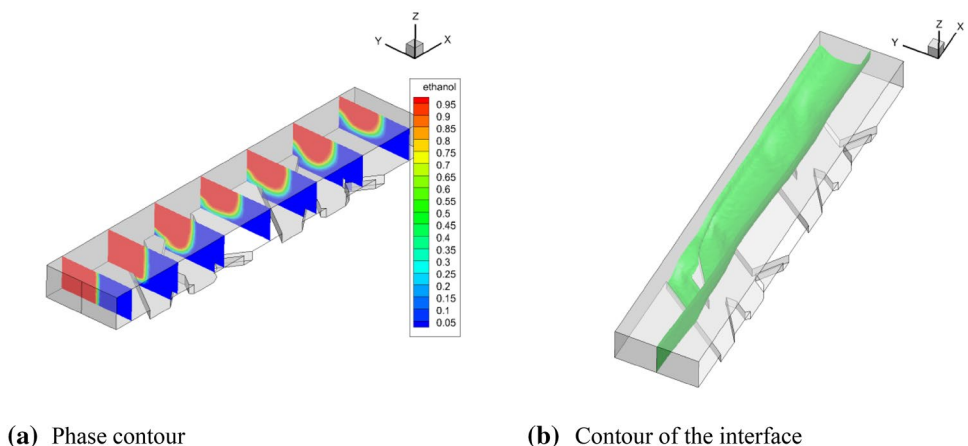 Z
Y
X
ethanol
0.95
0.9
0.85
0.8
0.75
0.7
0.65
0.6
0.55
0.5
0.45
0.4
0.35
0.3
0.25
0.2
0.15
0.1
0.05
Y
X
Z
(a) Phase contour
(b) Contour of the interface